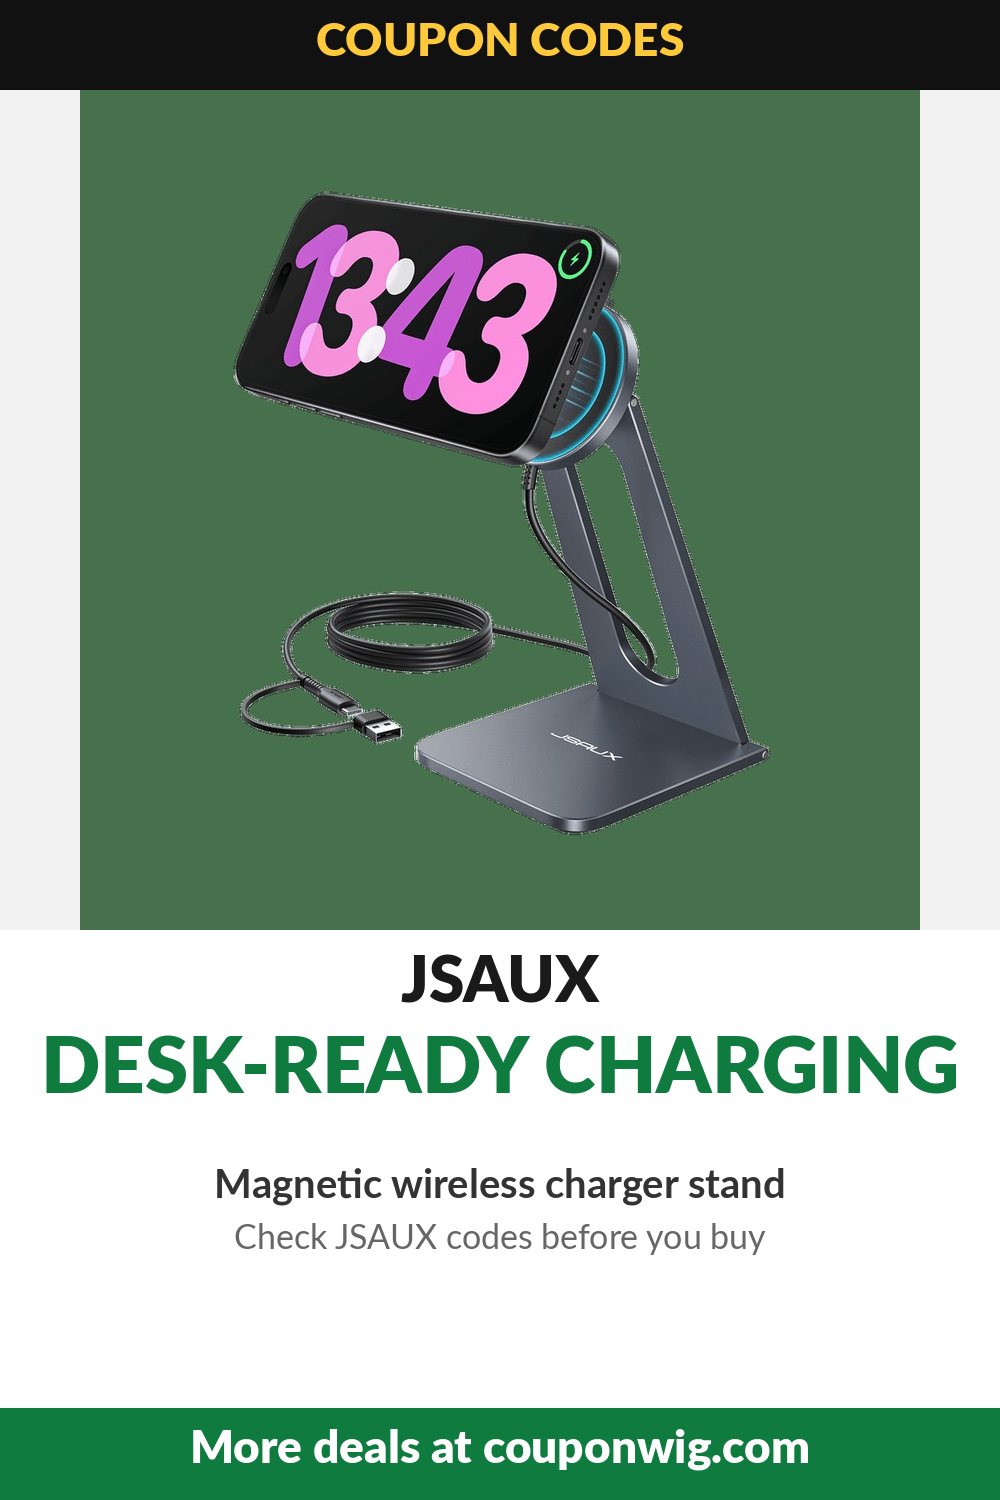 COUPON CODES
13:43
JSAUX
JSAUX
DESK-READY CHARGING
Magnetic wireless charger stand
Check JSAUX codes before you buy
More deals at couponwig.com